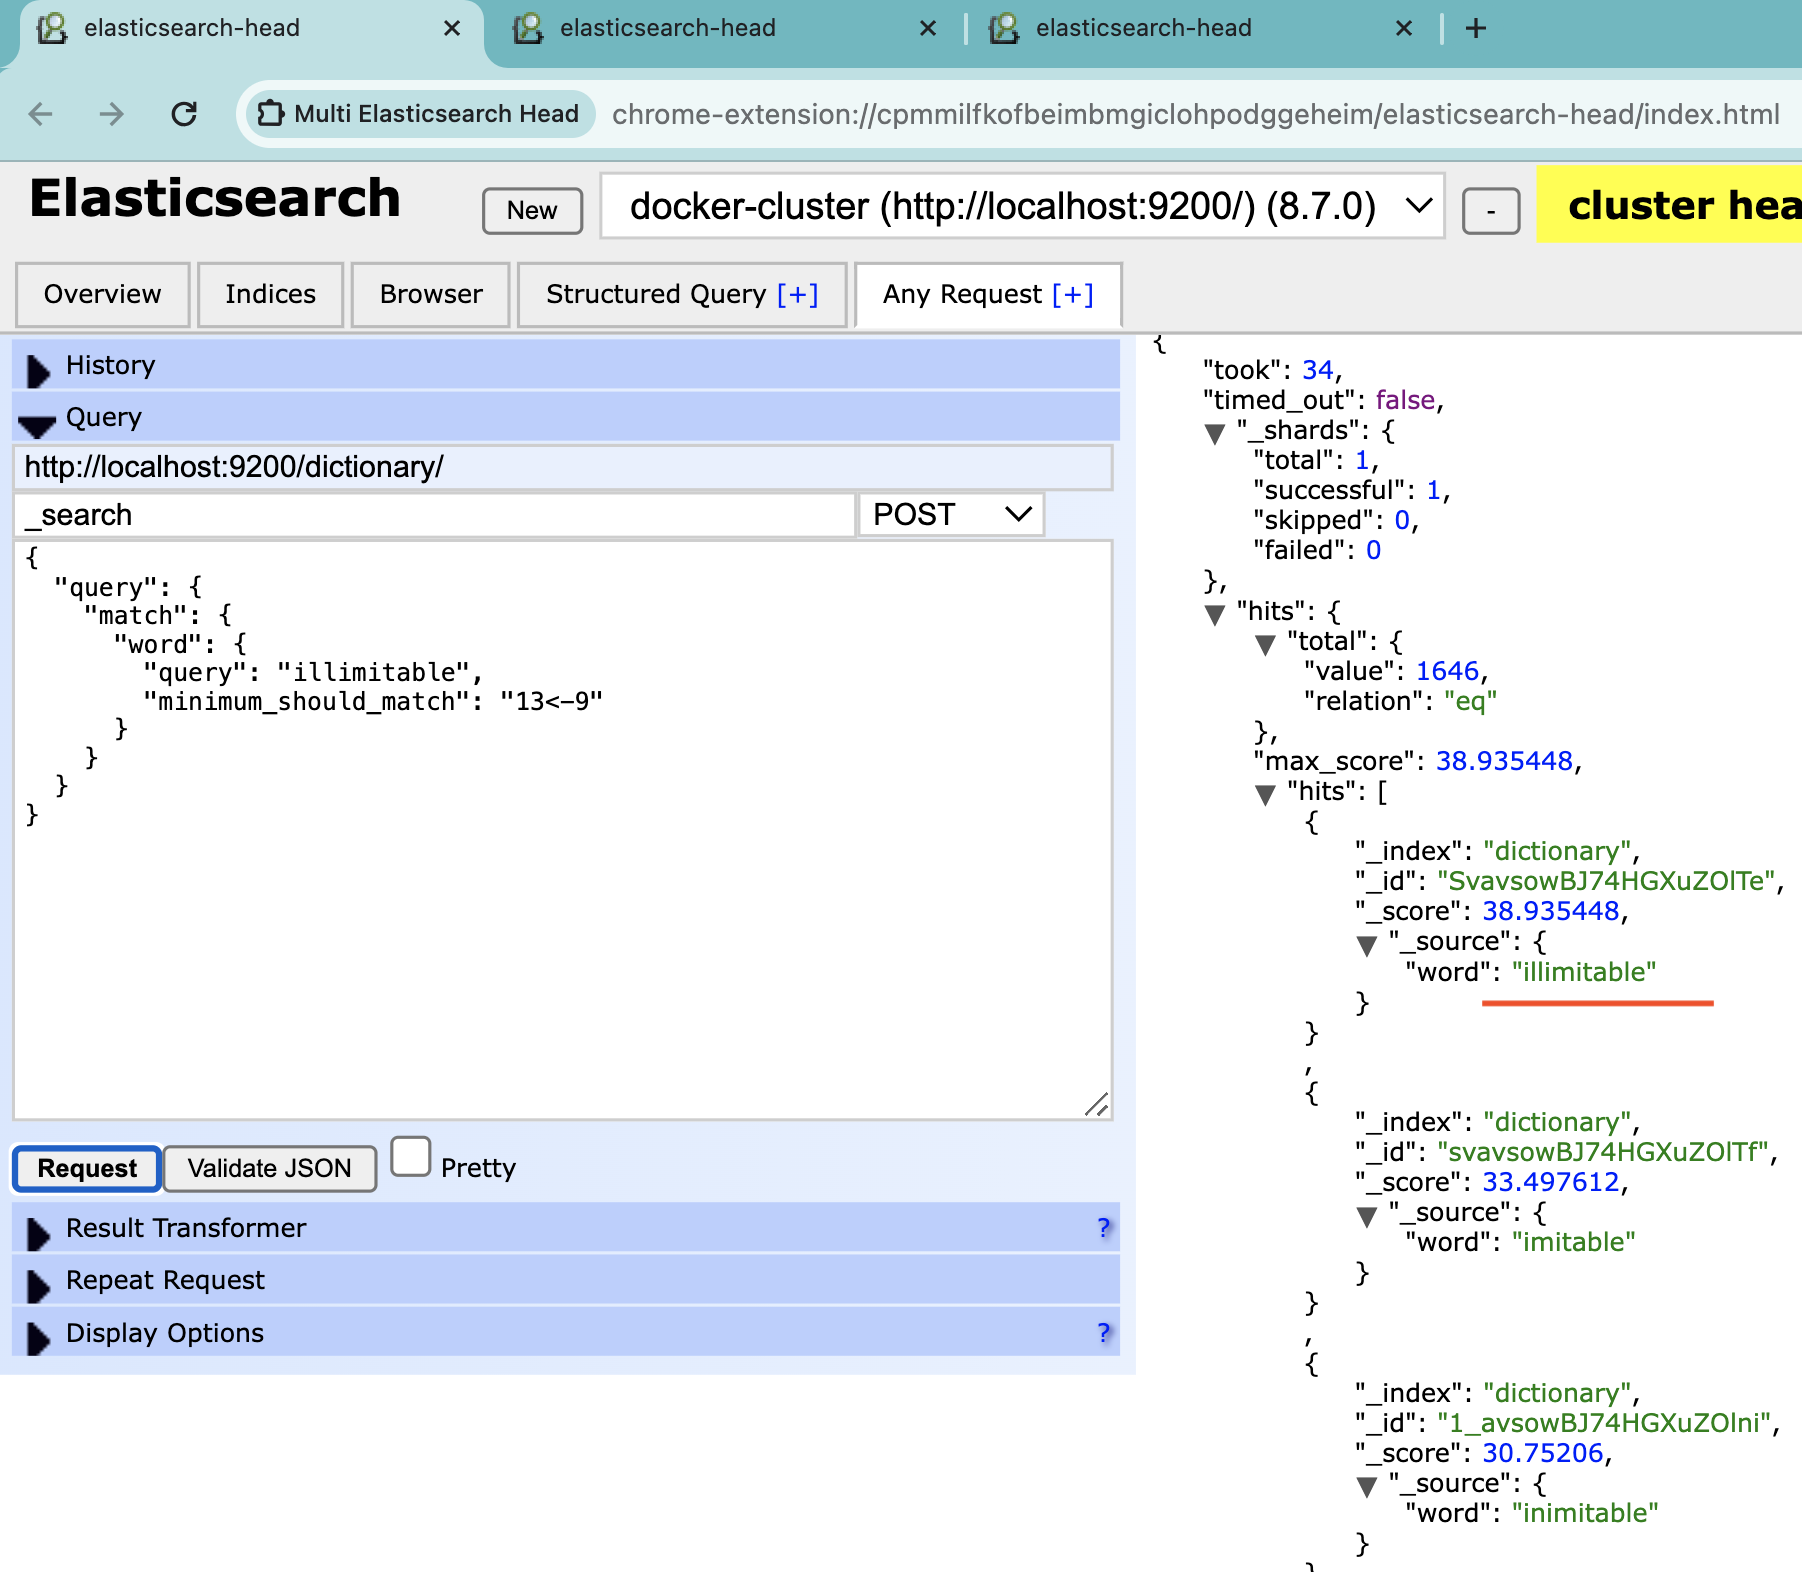 elasticsearch-head
elasticsearch-head
elasticsearch-head
Multi Elasticsearch Head chrome-extension://cpmmilfkofbeimbmgiclohpodggeheim/elasticsearch-head/index.html
Elasticsearch New docker-cluster (http://localhost:9200/) (8.7.0) - cluster hea
Overview Indices Browser Structured Query [+] Any Request [+]
History
Query
http://localhost:9200/dictionary/
_search POST
{
"query": {
"match": {
"word": {
"query": "illimitable",
"minimum_should_match": "13<-9"
}
}
}
}
Request Validate JSON Pretty
Result Transformer ?
Repeat Request
Display Options ?
{
"took": 34,
"timed_out": false,
▼ "_shards": {
"total": 1,
"successful": 1,
"skipped": 0,
"failed": 0
},
▼ "hits": {
▼ "total": {
"value": 1646,
"relation": "eq"
},
"max_score": 38.935448,
▼ "hits": [
{
"_index": "dictionary",
"_id": "SvavsowBJ74HGXuZOlTe",
"_score": 38.935448,
▼ "_source": {
"word": "illimitable"
}
}
,
{
"_index": "dictionary",
"_id": "svavsowBJ74HGXuZOlTf",
"_score": 33.497612,
▼ "_source": {
"word": "imitable"
}
}
,
{
"_index": "dictionary",
"_id": "1_avsowBJ74HGXuZOlni",
"_score": 30.75206,
▼ "_source": {
"word": "inimitable"
}
}